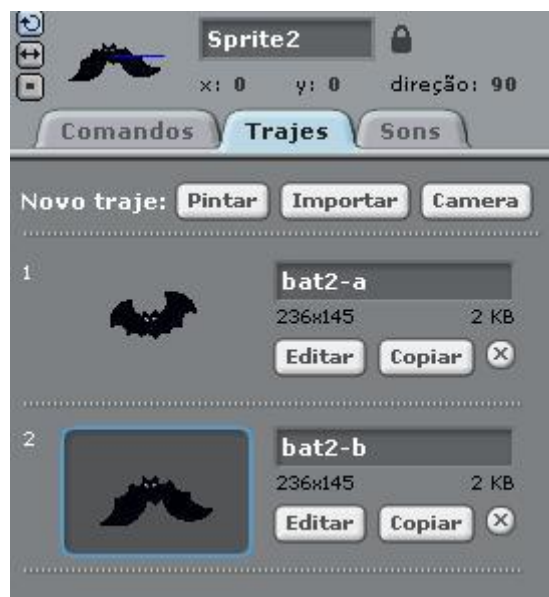 Sprite2
x: 0 y: 0 direção: 90
Comandos Trajes Sons
Novo traje: Pintar Importar Camera
1
bat2-a
236x145 2 KB
Editar Copiar
2
bat2-b
236x145 2 KB
Editar Copiar